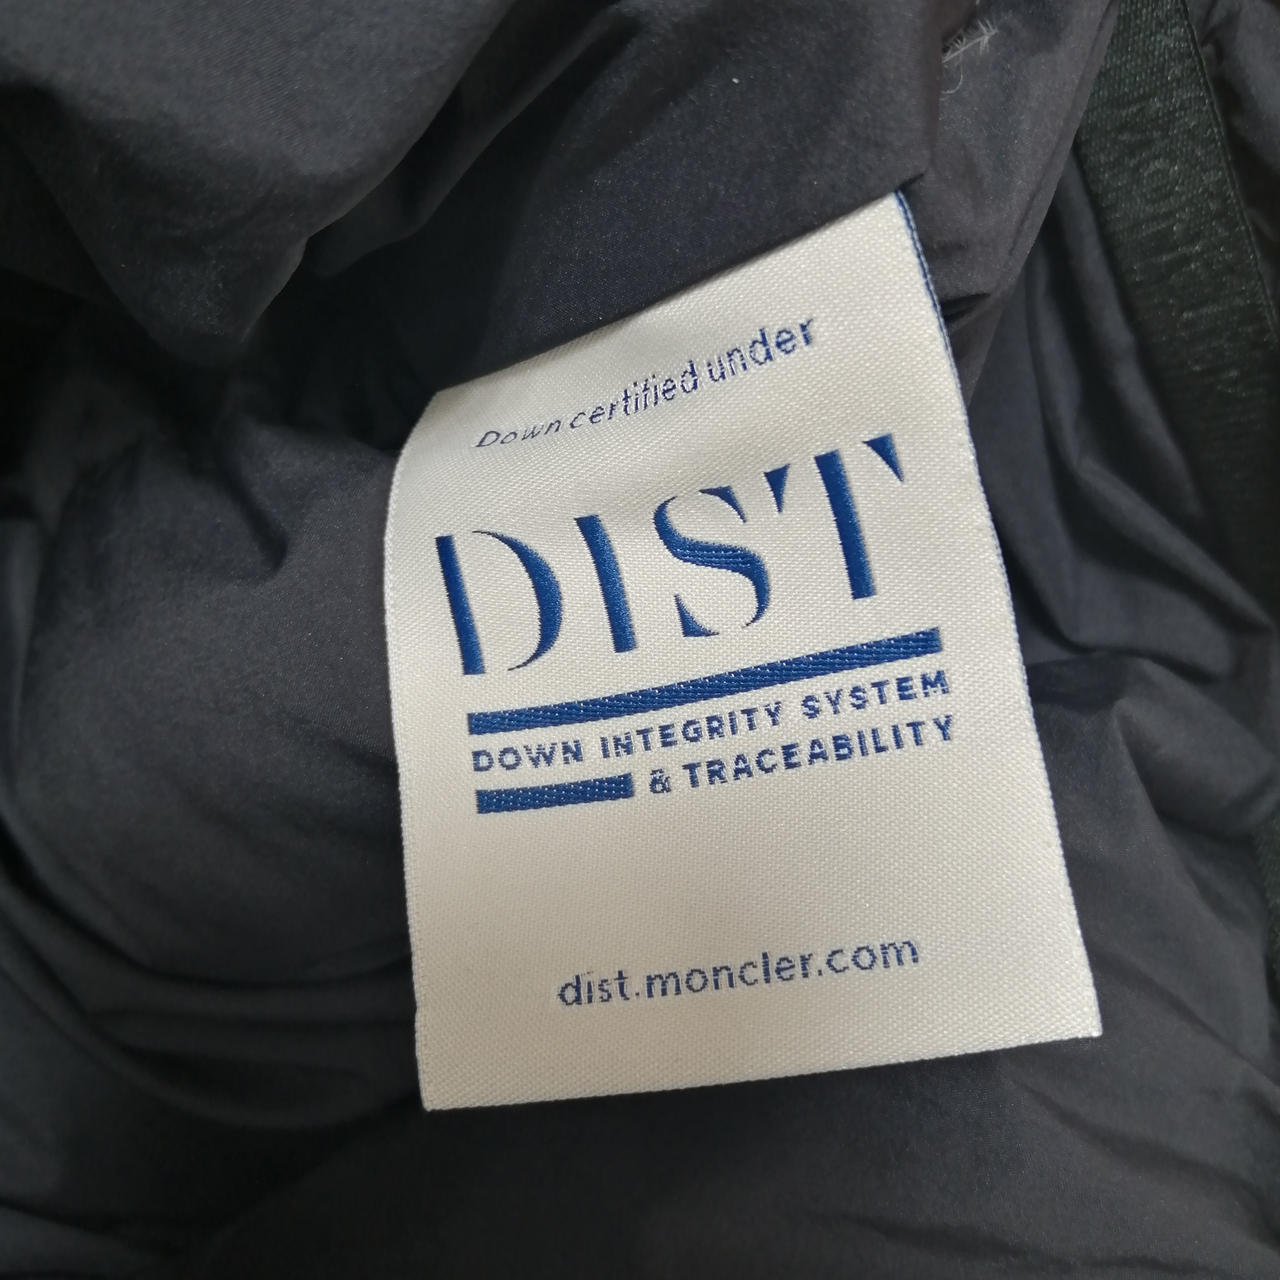 Down certified under
DIST
DOWN INTEGRITY SYSTEM
& TRACEABILITY
dist.moncler.com